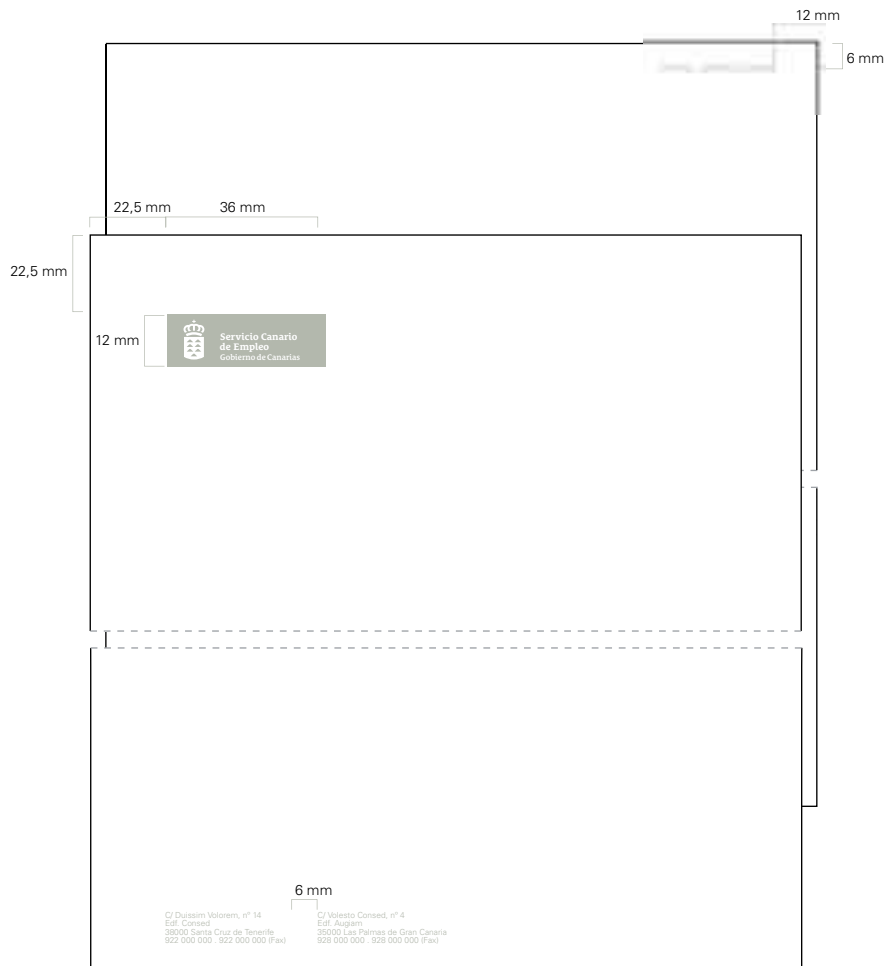 12 mm
6 mm
22,5 mm 36 mm
22,5 mm
12 mm
Servicio Canario
de Empleo
Gobierno de Canarias
6 mm
C/ Duissim Volorem, nº 14
Edf. Consed
38000 Santa Cruz de Tenerife
922 000 000 . 922 000 000 (Fax)
C/ Volesto Consed, nº 4
Edf. Augiam
35000 Las Palmas de Gran Canaria
928 000 000 . 928 000 000 (Fax)